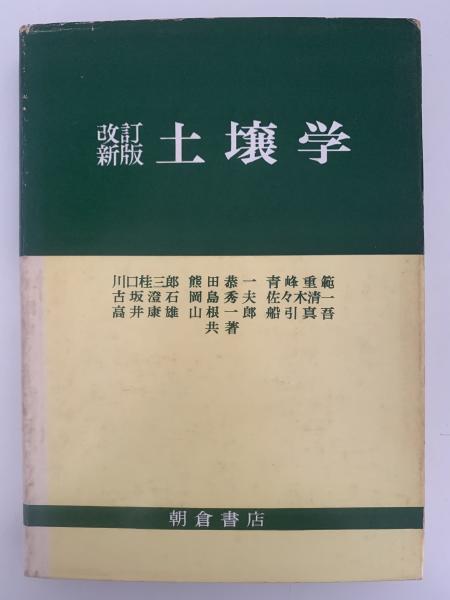 改訂新版 土壌学
川口桂三郎 熊田恭一 青峰重範
古坂澄石 岡島秀夫 佐々木清一
高井康雄 山根一郎 船引真吾
共著
朝倉書店